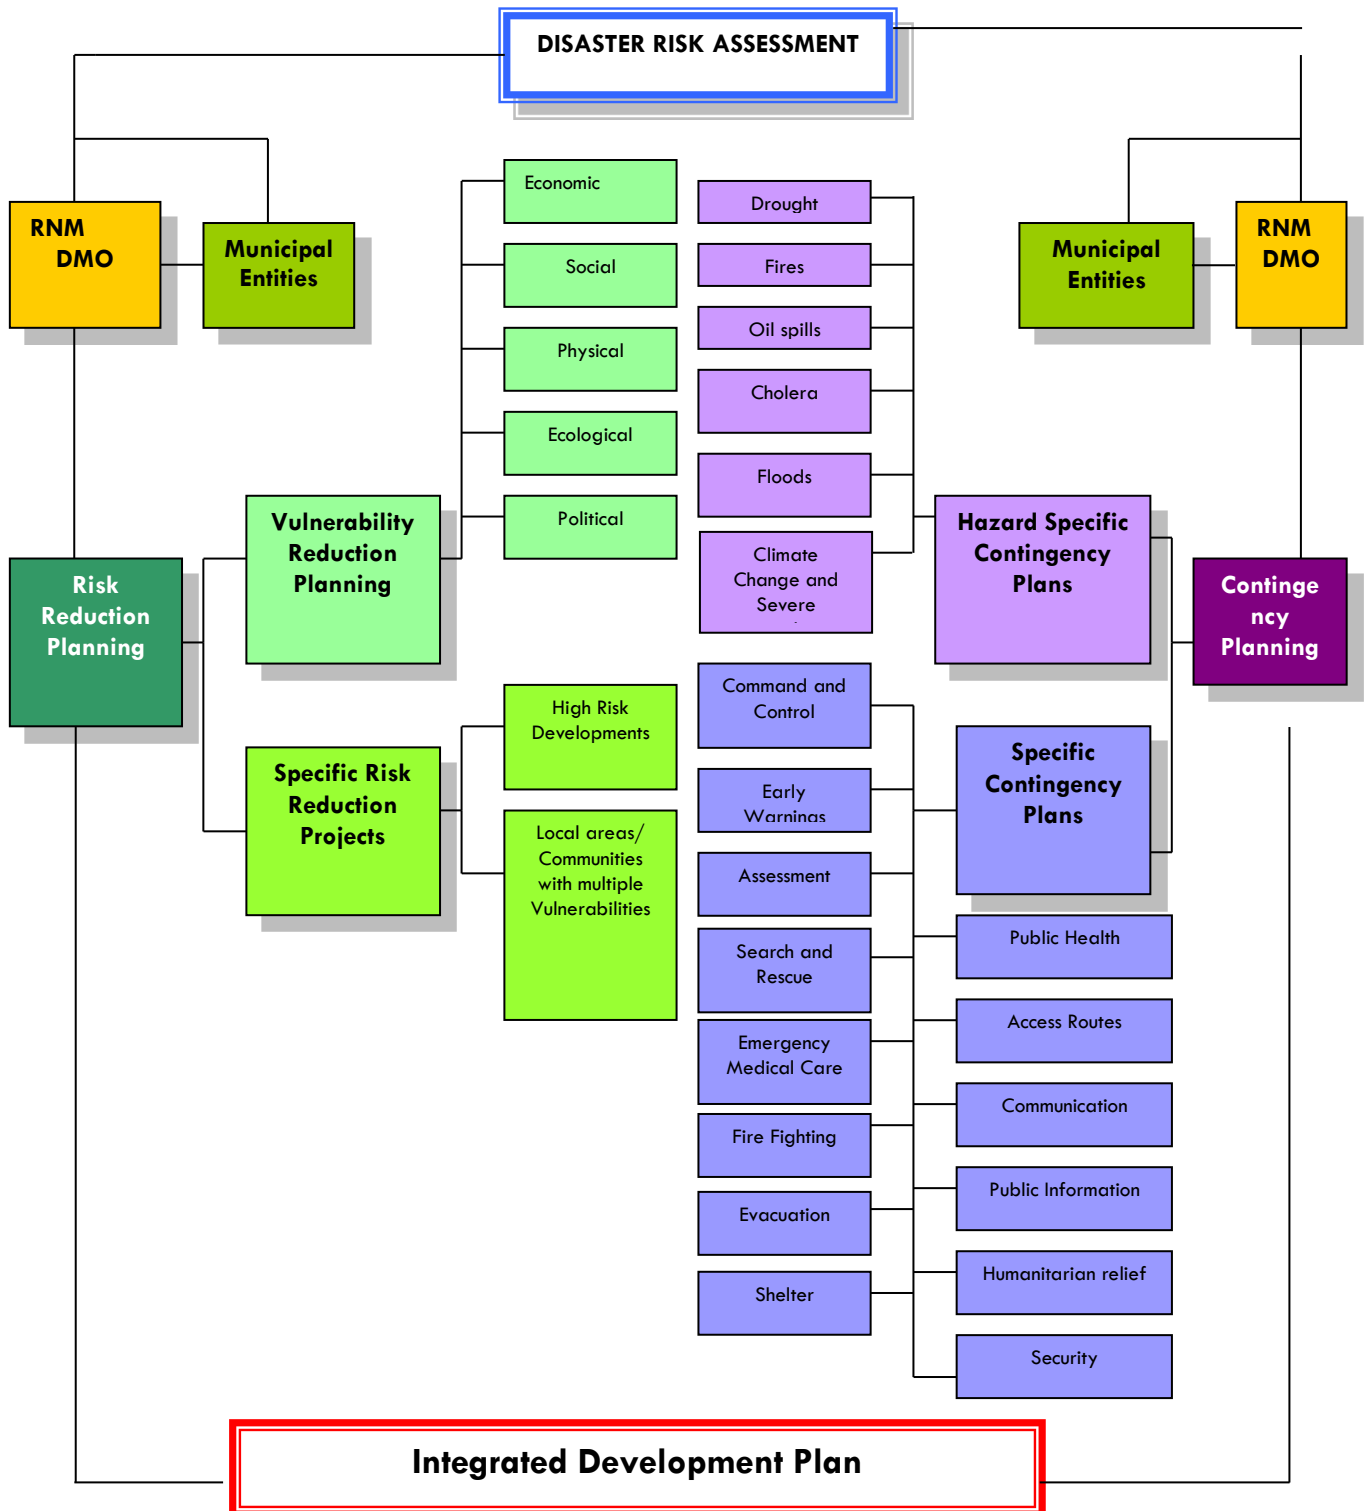 DISASTER RISK ASSESSMENT
RNM
DMO
Municipal
Entities
Economic
Social
Physical
Ecological
Political
Drought
Fires
Oil spills
Cholera
Floods
Climate
Change and
Severe
Municipal
Entities
RNM
DMO
Vulnerability
Reduction
Planning
Risk
Reduction
Planning
Hazard Specific
Contingency
Plans
Continge
ncy
Planning
Specific Risk
Reduction
Projects
High Risk
Developments
Local areas/
Communities
with multiple
Vulnerabilities
Command and
Control
Early
Warnings
Assessment
Search and
Rescue
Emergency
Medical Care
Fire Fighting
Evacuation
Shelter
Specific
Contingency
Plans
Public Health
Access Routes
Communication
Public Information
Humanitarian relief
Security
Integrated Development Plan